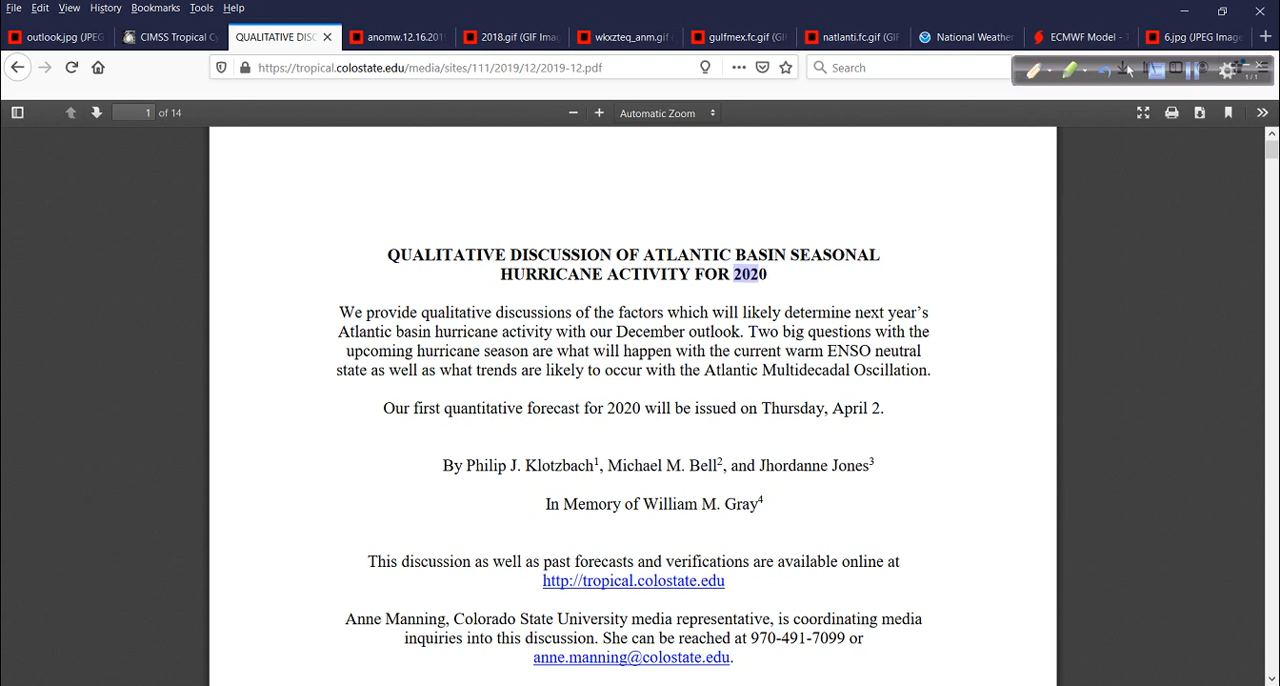 File Edit View History Bookmarks Tools Help
outlook.jpg (JPEG CIMSS Tropical Cy QUALITATIVE DISC anomw.12.16.201 2018.gif (GIF Ima gulfmex.fc.gif (GI natlanti.fc.gif (GIF National Weather ECMWF Model - T 6.jpg (JPEG Image
https://tropical.colostate.edu/media/sites/111/2019/12/2019-12.pdf Search
1 of 14 Automatic Zoom
QUALITATIVE DISCUSSION OF ATLANTIC BASIN SEASONAL
HURRICANE ACTIVITY FOR 2020
We provide qualitative discussions of the factors which will likely determine next year’s
Atlantic basin hurricane activity with our December outlook. Two big questions with the
upcoming hurricane season are what will happen with the current warm ENSO neutral
state as well as what trends are likely to occur with the Atlantic Multidecadal Oscillation.
Our first quantitative forecast for 2020 will be issued on Thursday, April 2.
By Philip J. Klotzbach1, Michael M. Bell2, and Jhordanne Jones3
In Memory of William M. Gray4
This discussion as well as past forecasts and verifications are available online at
http://tropical.colostate.edu
Anne Manning, Colorado State University media representative, is coordinating media
inquiries into this discussion. She can be reached at 970-491-7099 or
anne.manning@colostate.edu.